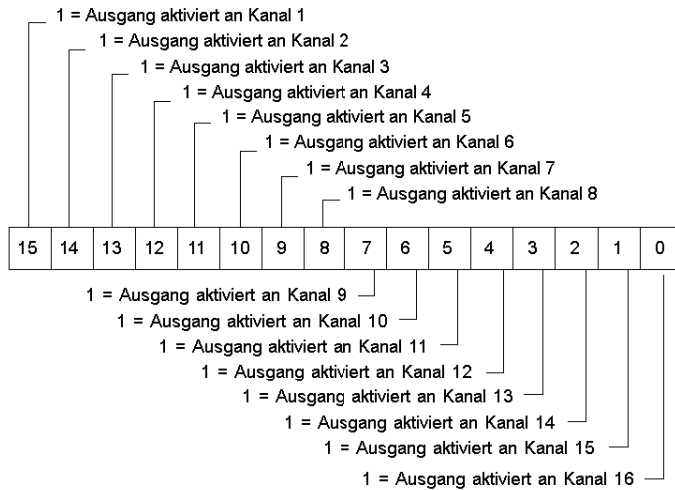 1 = Ausgang aktiviert an Kanal 1
1 = Ausgang aktiviert an Kanal 2
1 = Ausgang aktiviert an Kanal 3
1 = Ausgang aktiviert an Kanal 4
1 = Ausgang aktiviert an Kanal 5
1 = Ausgang aktiviert an Kanal 6
1 = Ausgang aktiviert an Kanal 7
1 = Ausgang aktiviert an Kanal 8
15 14 13 12 11 10 9 8 7 6 5 4 3 2 1 0
1 = Ausgang aktiviert an Kanal 9
1 = Ausgang aktiviert an Kanal 10
1 = Ausgang aktiviert an Kanal 11
1 = Ausgang aktiviert an Kanal 12
1 = Ausgang aktiviert an Kanal 13
1 = Ausgang aktiviert an Kanal 14
1 = Ausgang aktiviert an Kanal 15
1 = Ausgang aktiviert an Kanal 16